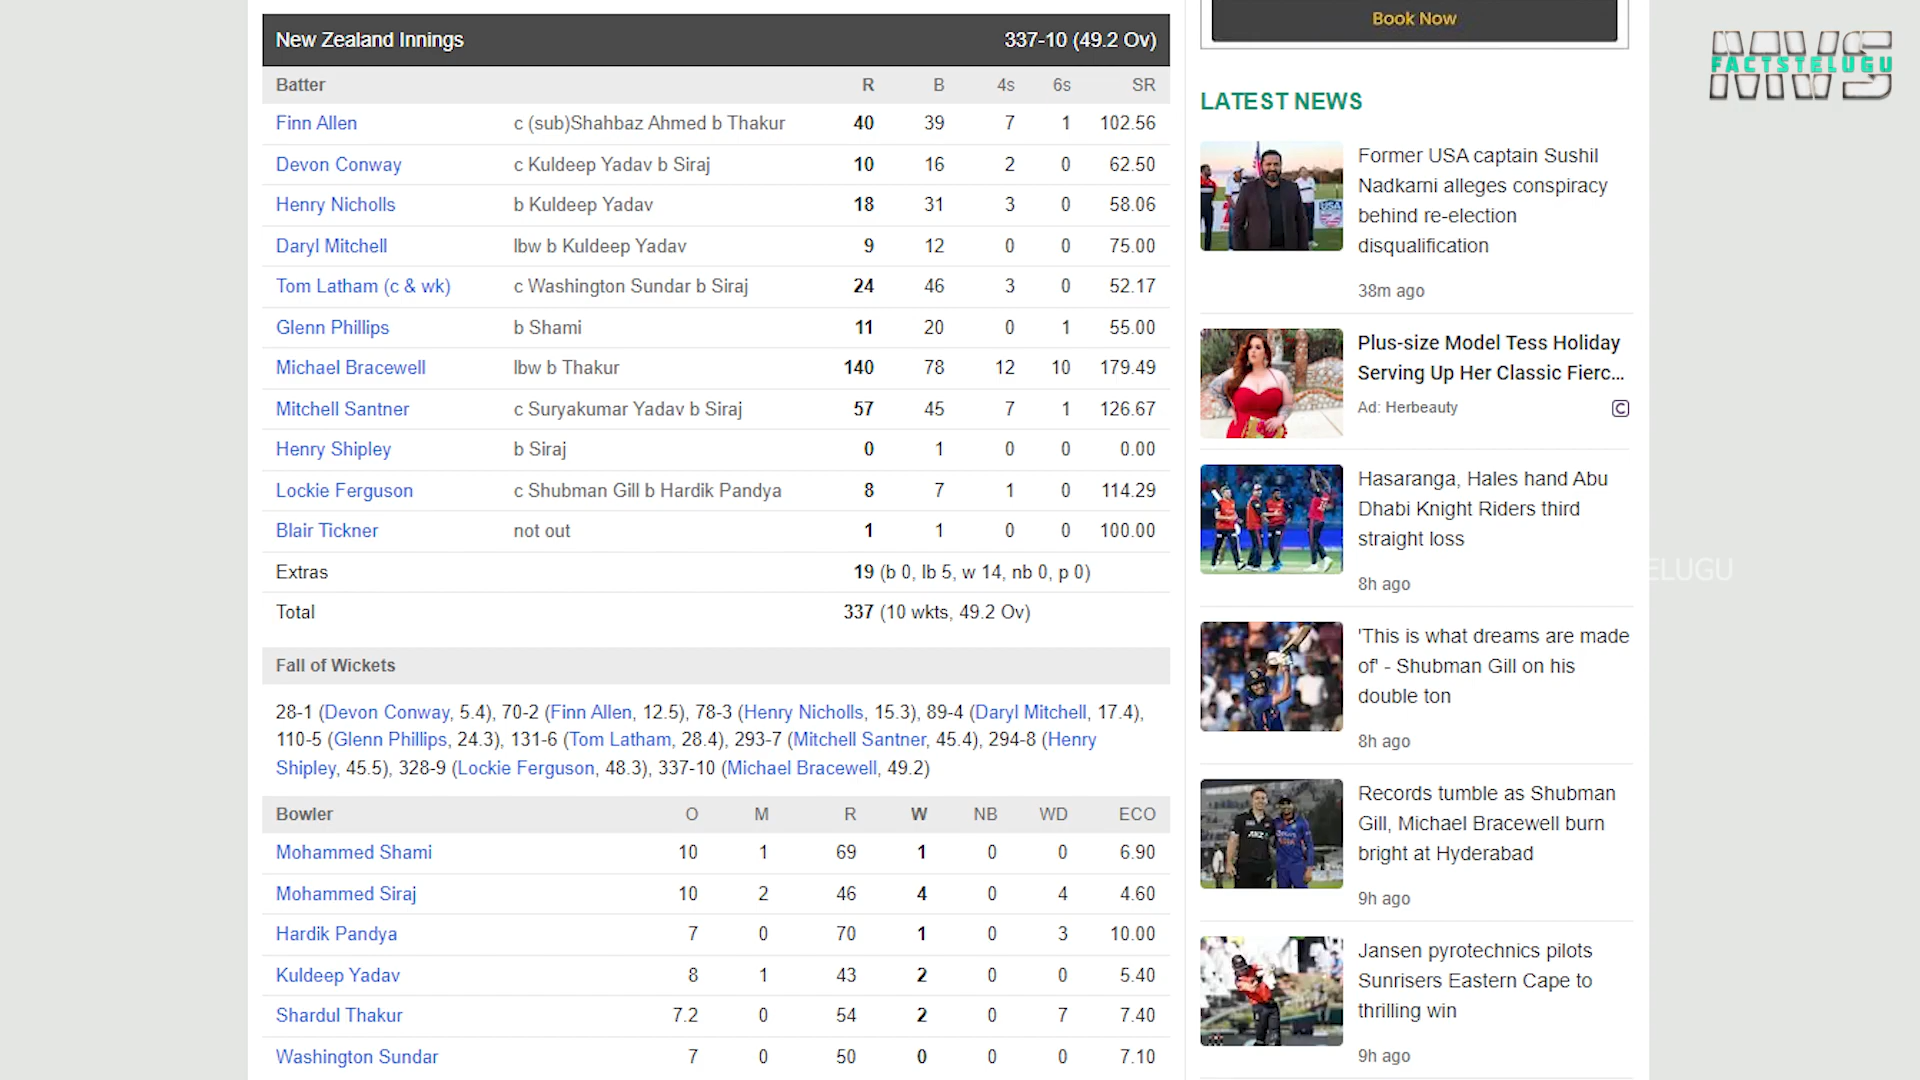 New Zealand Innings 337-10 (49.2 Ov)
Batter R B 4s 6s SR
Finn Allen c (sub)Shahbaz Ahmed b Thakur 40 39 7 1 102.56
Devon Conway c Kuldeep Yadav b Siraj 10 16 2 0 62.50
Henry Nicholls b Kuldeep Yadav 18 31 3 0 58.06
Daryl Mitchell lbw b Kuldeep Yadav 9 12 0 0 75.00
Tom Latham (c & wk) c Washington Sundar b Siraj 24 46 3 0 52.17
Glenn Phillips b Shami 11 20 0 1 55.00
Michael Bracewell lbw b Thakur 140 78 12 10 179.49
Mitchell Santner c Suryakumar Yadav b Siraj 57 45 7 1 126.67
Henry Shipley b Siraj 0 1 0 0 0.00
Lockie Ferguson c Shubman Gill b Hardik Pandya 8 7 1 0 114.29
Blair Tickner not out 1 1 0 0 100.00
Extras 19 (b 0, lb 5, w 14, nb 0, p 0)
Total 337 (10 wkts, 49.2 Ov)
Fall of Wickets
28-1 (Devon Conway, 5.4), 70-2 (Finn Allen, 12.5), 78-3 (Henry Nicholls, 15.3), 89-4 (Daryl Mitchell, 17.4),
110-5 (Glenn Phillips, 24.3), 131-6 (Tom Latham, 28.4), 293-7 (Mitchell Santner, 45.4), 294-8 (Henry
Shipley, 45.5), 328-9 (Lockie Ferguson, 48.3), 337-10 (Michael Bracewell, 49.2)
Bowler O M R W NB WD ECO
Mohammed Shami 10 1 69 1 0 0 6.90
Mohammed Siraj 10 2 46 4 0 4 4.60
Hardik Pandya 7 0 70 1 0 3 10.00
Kuldeep Yadav 8 1 43 2 0 0 5.40
Shardul Thakur 7.2 0 54 2 0 7 7.40
Washington Sundar 7 0 50 0 0 0 7.10
Book Now
LATEST NEWS
Former USA captain Sushil
Nadkarni alleges conspiracy
behind re-election
disqualification
38m ago
Plus-size Model Tess Holiday
Serving Up Her Classic Fierc...
Ad: Herbeauty
Hasaranga, Hales hand Abu
Dhabi Knight Riders third
straight loss
8h ago
'This is what dreams are made
of' - Shubman Gill on his
double ton
8h ago
Records tumble as Shubman
Gill, Michael Bracewell burn
bright at Hyderabad
9h ago
Jansen pyrotechnics pilots
Sunrisers Eastern Cape to
thrilling win
9h ago
MVS
FACTSTELUGU
ELUGU